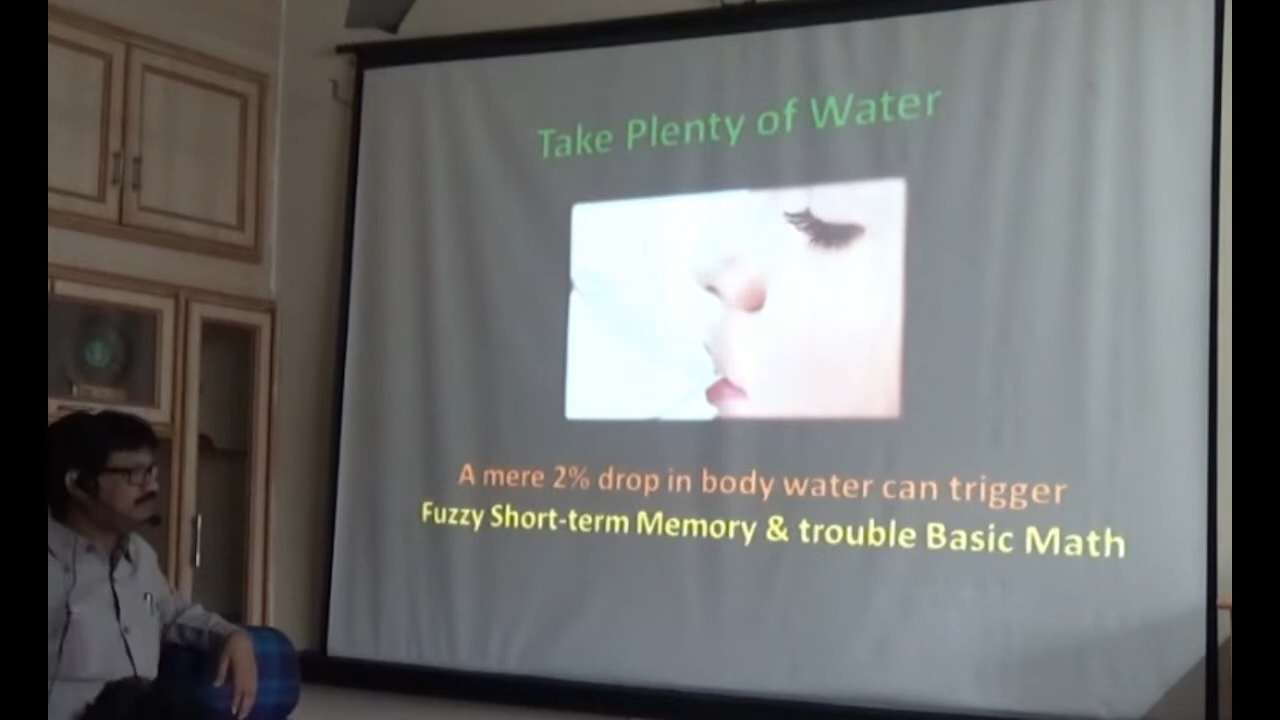 Take Plenty of Water
A mere 2% drop in body water can trigger
Fuzzy Short-term Memory & trouble Basic Math